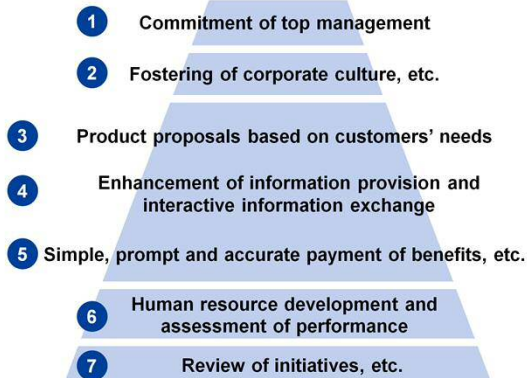 1 Commitment of top management
2 Fostering of corporate culture, etc.
3 Product proposals based on customers' needs
4 Enhancement of information provision and
interactive information exchange
5 Simple, prompt and accurate payment of benefits, etc.
6 Human resource development and
assessment of performance
7 Review of initiatives, etc.